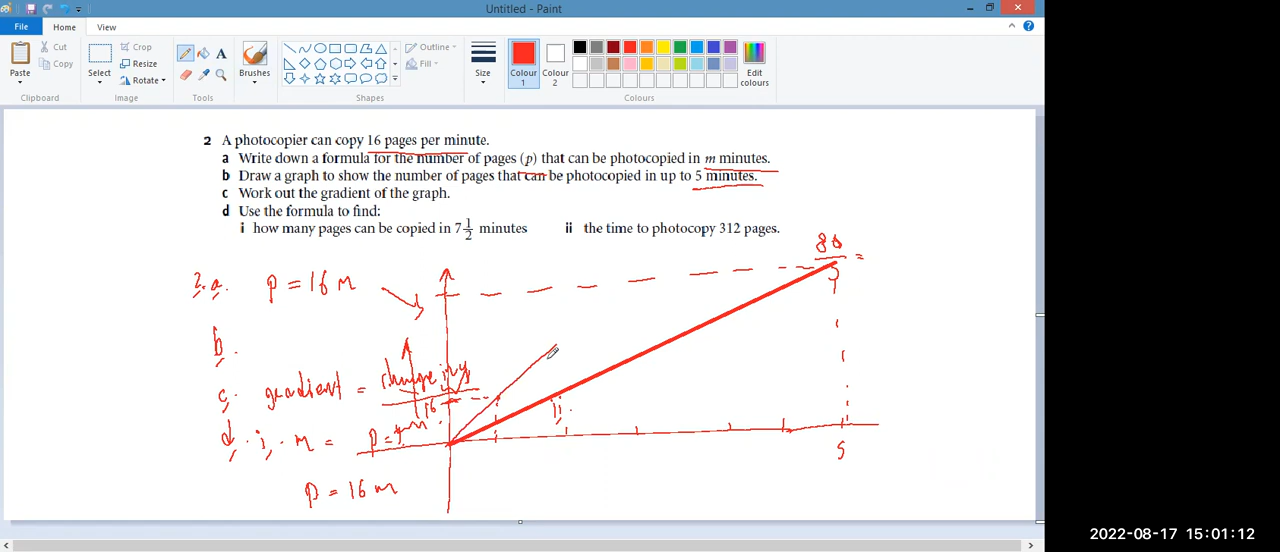 Untitled - Paint
File Home View
Paste Cut Copy
Select Crop Resize Rotate
Brushes
Outline Fill
Size
Colour 1 Colour 2
Edit colours
Clipboard Image Tools Shapes Colours
2 A photocopier can copy 16 pages per minute.
a Write down a formula for the number of pages (p) that can be photocopied in m minutes.
b Draw a graph to show the number of pages that can be photocopied in up to 5 minutes.
c Work out the gradient of the graph.
d Use the formula to find:
i how many pages can be copied in 7 1/2 minutes ii the time to photocopy 312 pages.
80 =
2. a. p = 16 m
b.
c. gradient = change in y
16
d. i. m =
5
p = 16 m
2022-08-17 15:01:12